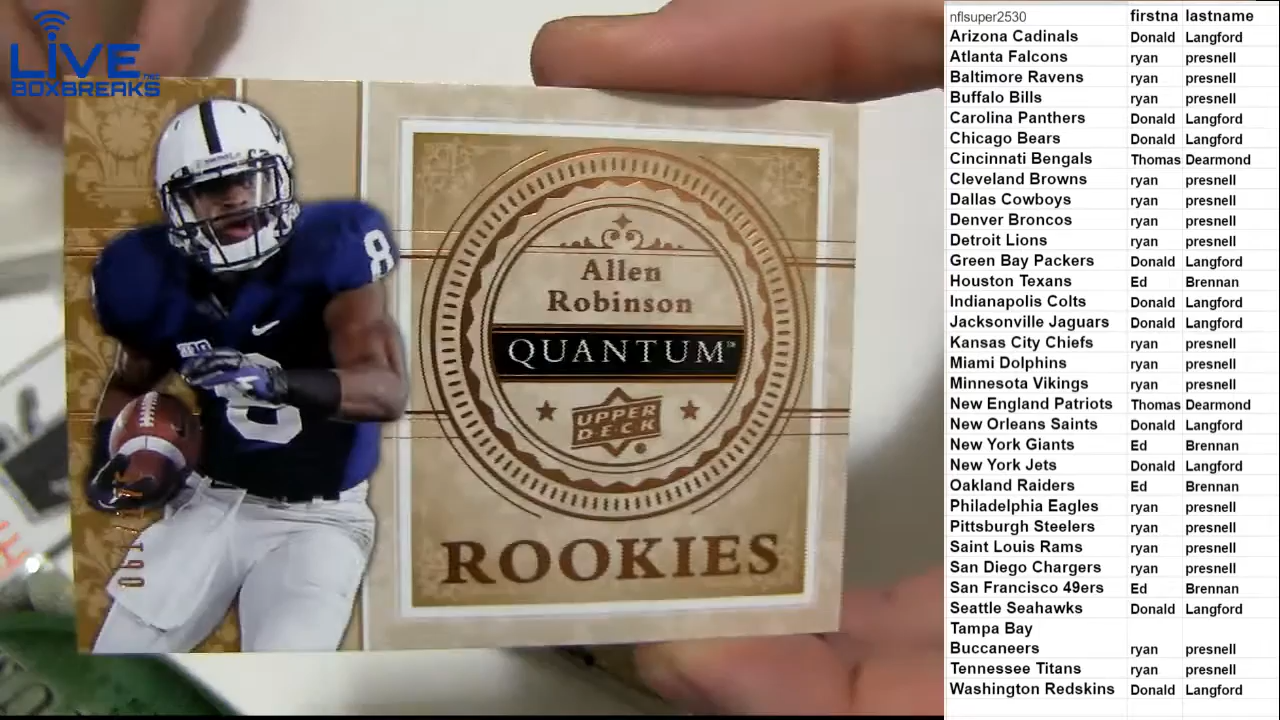 LIVE
BOXBREAKS
8
8
Allen
Robinson
QUANTUM™
UPPER
DECK
ROOKIES
nflsuper2530 firstna lastname
Arizona Cadinals Donald Langford
Atlanta Falcons ryan presnell
Baltimore Ravens ryan presnell
Buffalo Bills ryan presnell
Carolina Panthers Donald Langford
Chicago Bears Donald Langford
Cincinnati Bengals Thomas Dearmond
Cleveland Browns ryan presnell
Dallas Cowboys ryan presnell
Denver Broncos ryan presnell
Detroit Lions ryan presnell
Green Bay Packers Donald Langford
Houston Texans Ed Brennan
Indianapolis Colts Donald Langford
Jacksonville Jaguars Donald Langford
Kansas City Chiefs ryan presnell
Miami Dolphins ryan presnell
Minnesota Vikings ryan presnell
New England Patriots Thomas Dearmond
New Orleans Saints Donald Langford
New York Giants Ed Brennan
New York Jets Donald Langford
Oakland Raiders Ed Brennan
Philadelphia Eagles ryan presnell
Pittsburgh Steelers ryan presnell
Saint Louis Rams ryan presnell
San Diego Chargers ryan presnell
San Francisco 49ers Ed Brennan
Seattle Seahawks Donald Langford
Tampa Bay
Buccaneers ryan presnell
Tennessee Titans ryan presnell
Washington Redskins Donald Langford